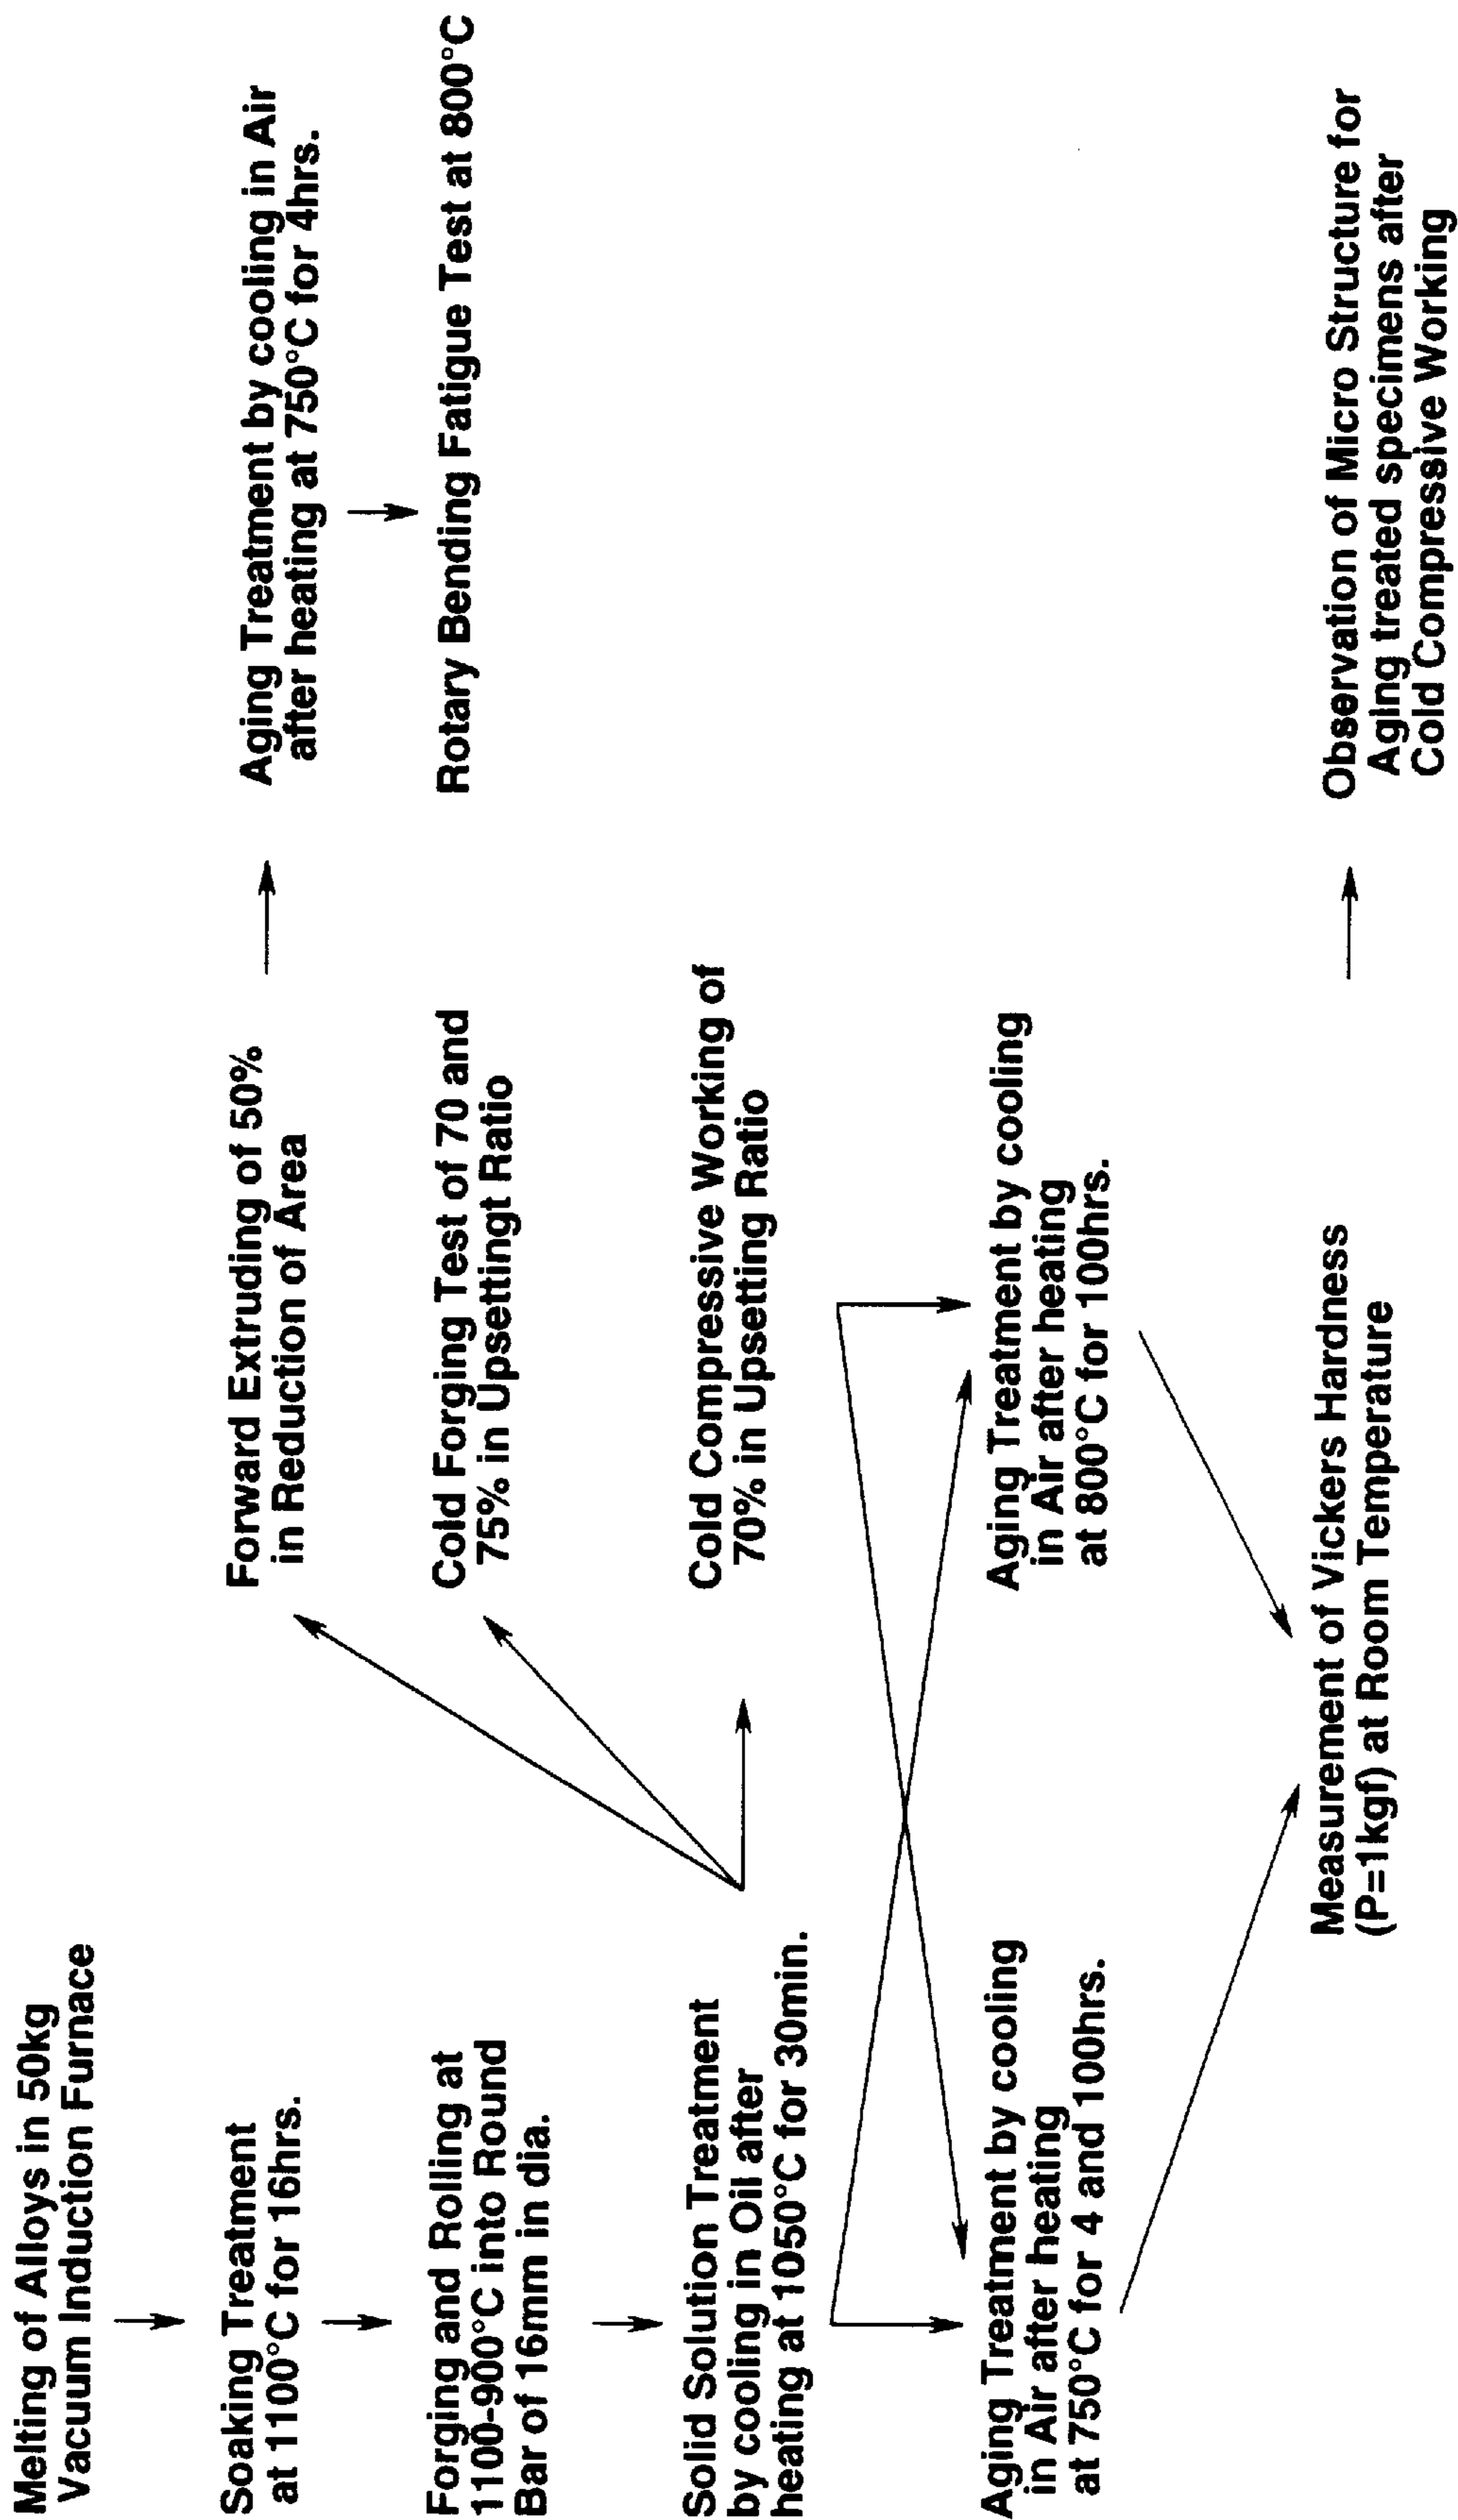 Melting of Alloys in 50kg
Vacuum Induction Furnace
Soaking Treatment
at 1100°C for 16hrs.
Forging and Rolling at
1100-900°C into Round
Bar of 16mm in dia.
Solid Solution Treatment
by cooling in Oil after
heating at 1050°C for 30min.
Forward Extruding of 50%
in Reduction of Area
Aging Treatment by cooling in Air
after heating at 750°C for 4hrs.
Rotary Bending Fatigue Test at 800°C
Cold Forging Test of 70 and
75% in Upsettingt Ratio
Cold Compressive Working of
70% in Upsetting Ratio
Aging Treatment by cooling
in Air after heating
at 750°C for 4 and 100hrs.
Aging Treatment by cooling
in Air after heating
at 800°C for 100hrs.
Measurement of Vickers Hardness
(P=1kgf) at Room Temperature
Observation of Micro Structure for
Aging treated specimens after
Cold Compressive Working